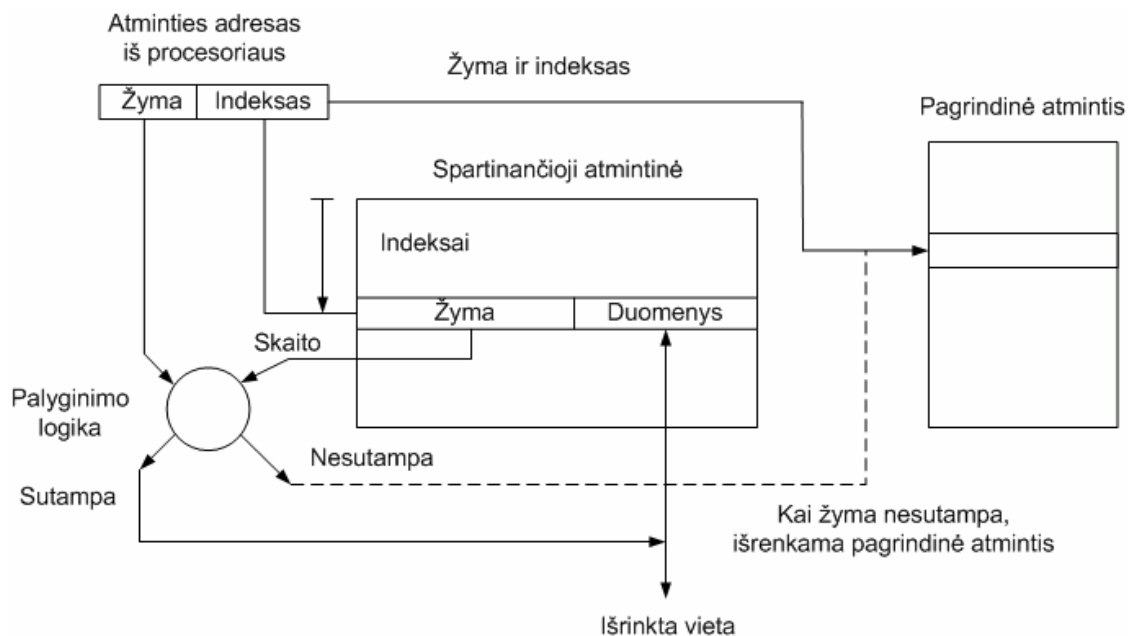 Atminties adresas
iš procesoriaus
Žyma ir indeksas
Žyma
Indeksas
Pagrindinė atmintis
Spartinančioji atmintinė
Indeksai
Žyma
Duomenys
Skaito
Palyginimo
logika
Nesutampa
Sutampa
Kai žyma nesutampa,
išrenkama pagrindinė atmintis
Išrinkta vieta